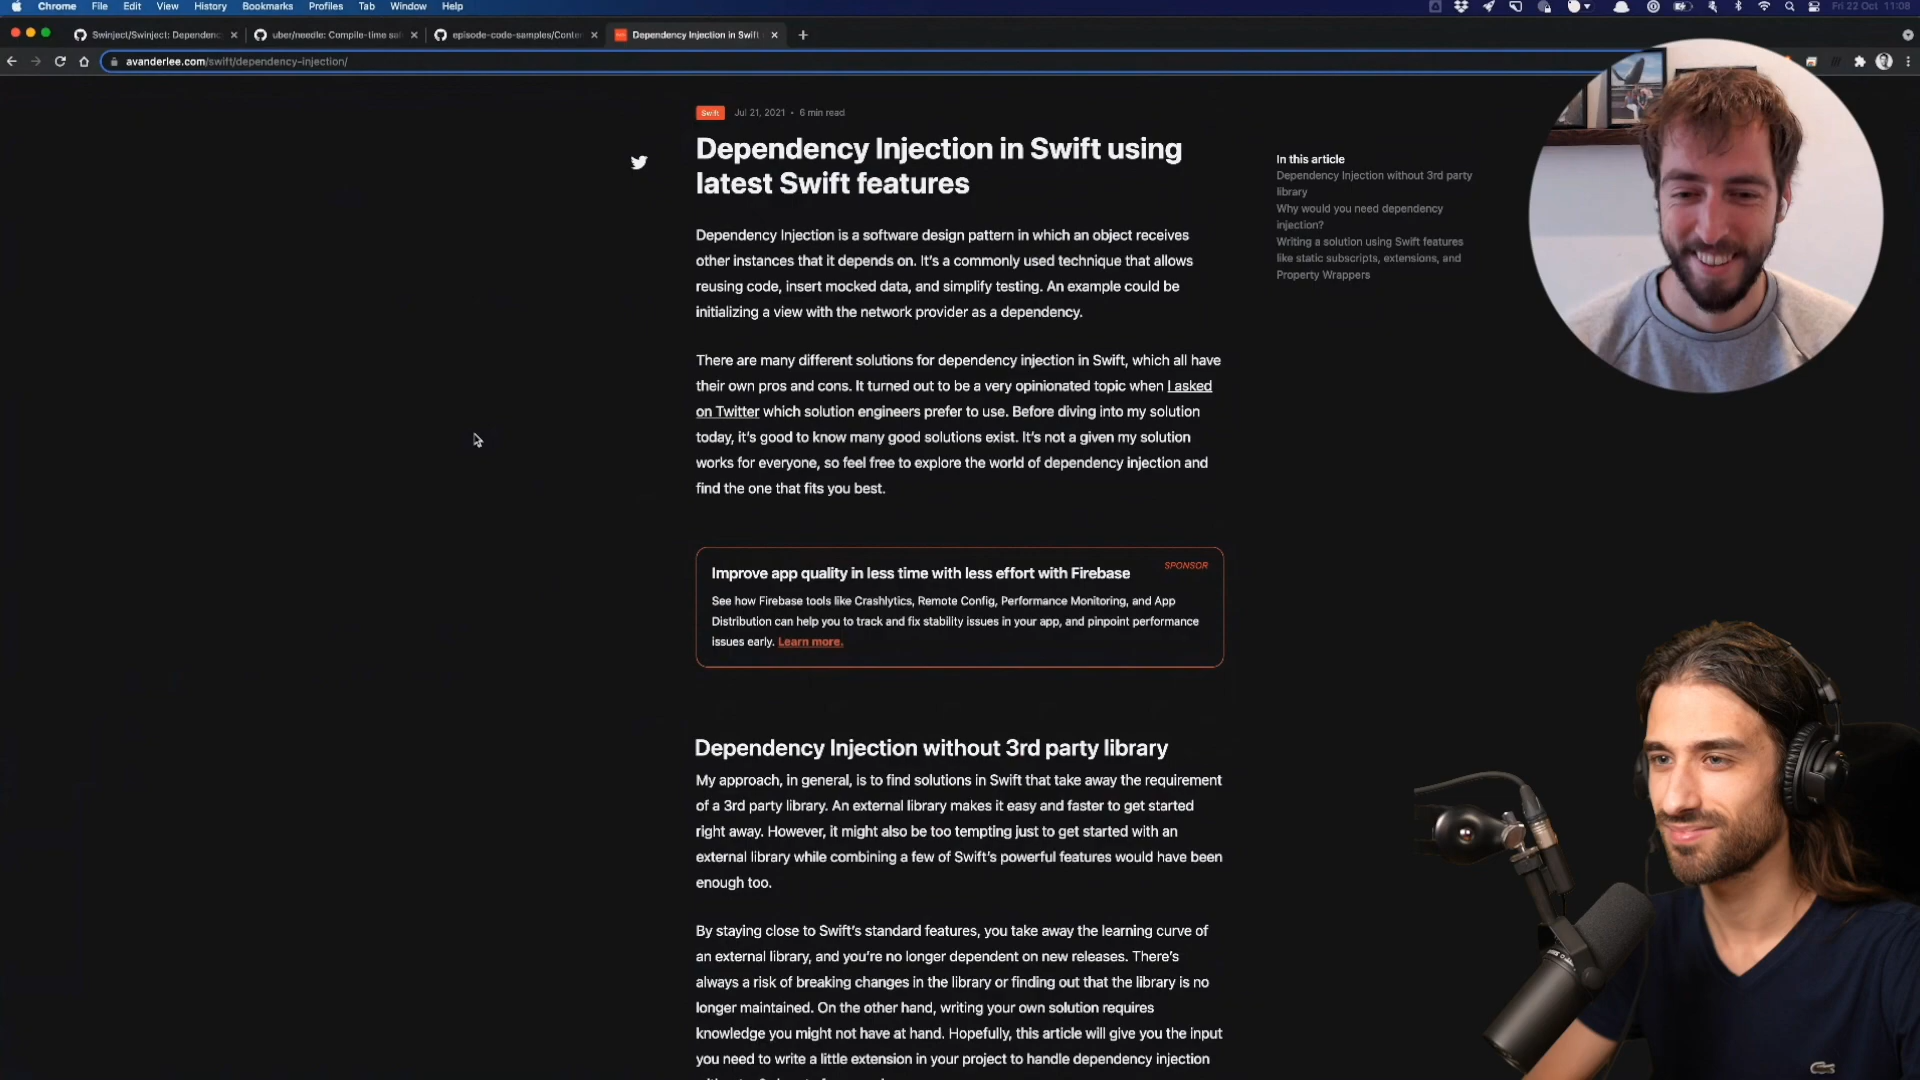 Chrome File Edit View History Bookmarks Profiles Tab Window Help
Fri 22 Oct 11:08
Swinject/Swinject: Dependenc
uber/needle: Compile-time saf
episode-code-samples/Conte
Dependency Injection in Swift
avanderlee.com/swift/dependency-injection/
Swift Jul 21, 2021 • 6 min read
Dependency Injection in Swift using
latest Swift features
Dependency Injection is a software design pattern in which an object receives
other instances that it depends on. It's a commonly used technique that allows
reusing code, insert mocked data, and simplify testing. An example could be
initializing a view with the network provider as a dependency.
There are many different solutions for dependency injection in Swift, which all have
their own pros and cons. It turned out to be a very opinionated topic when I asked
on Twitter which solution engineers prefer to use. Before diving into my solution
today, it's good to know many good solutions exist. It's not a given my solution
works for everyone, so feel free to explore the world of dependency injection and
find the one that fits you best.
Improve app quality in less time with less effort with Firebase
SPONSOR
See how Firebase tools like Crashlytics, Remote Config, Performance Monitoring, and App
Distribution can help you to track and fix stability issues in your app, and pinpoint performance
issues early. Learn more.
Dependency Injection without 3rd party library
My approach, in general, is to find solutions in Swift that take away the requirement
of a 3rd party library. An external library makes it easy and faster to get started
right away. However, it might also be too tempting just to get started with an
external library while combining a few of Swift's powerful features would have been
enough too.
By staying close to Swift's standard features, you take away the learning curve of
an external library, and you're no longer dependent on new releases. There's
always a risk of breaking changes in the library or finding out that the library is no
longer maintained. On the other hand, writing your own solution requires
knowledge you might not have at hand. Hopefully, this article will give you the input
you need to write a little extension in your project to handle dependency injection
In this article
Dependency Injection without 3rd party
library
Why would you need dependency
injection?
Writing a solution using Swift features
like static subscripts, extensions, and
Property Wrappers